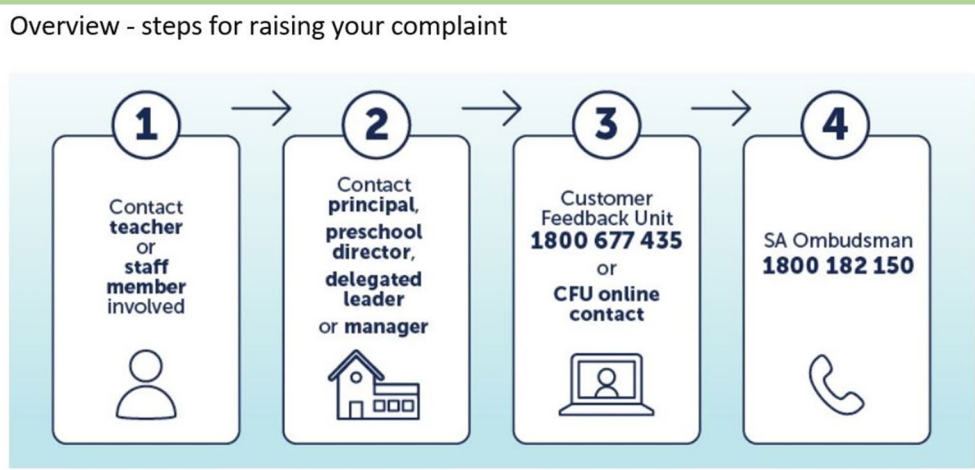 Overview - steps for raising your complaint
1
Contact
teacher
or
staff
member
involved
2
Contact
principal,
preschool
director,
delegated
leader
or manager
3
Customer
Feedback Unit
1800 677 435
or
CFU online
contact
4
SA Ombudsman
1800 182 150